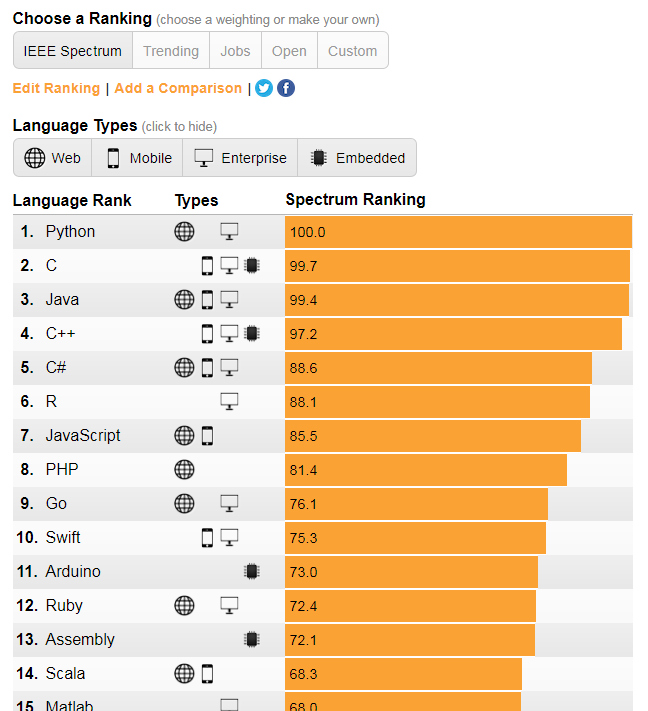 Choose a Ranking (choose a weighting or make your own)
IEEE Spectrum Trending Jobs Open Custom
Edit Ranking | Add a Comparison |
Language Types (click to hide)
Web Mobile Enterprise Embedded
Language Rank Types Spectrum Ranking
1. Python 100.0
2. C 99.7
3. Java 99.4
4. C++ 97.2
5. C# 88.6
6. R 88.1
7. JavaScript 85.5
8. PHP 81.4
9. Go 76.1
10. Swift 75.3
11. Arduino 73.0
12. Ruby 72.4
13. Assembly 72.1
14. Scala 68.3
15. Matlab 68.0